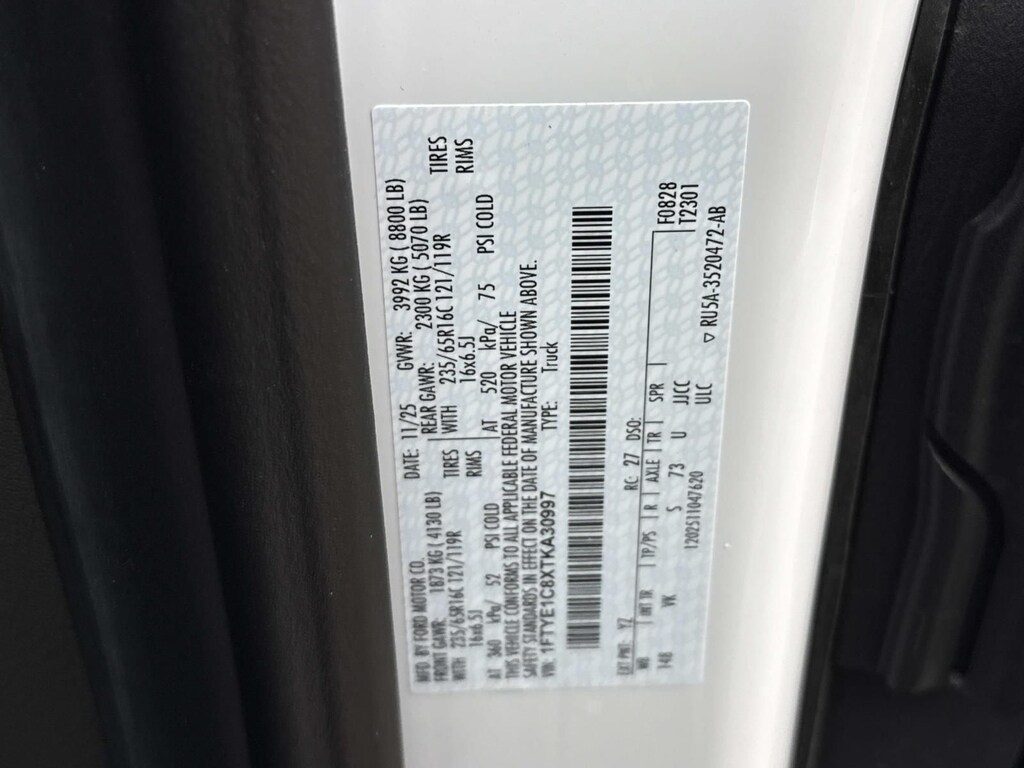 MFD. BY FORD MOTOR CO. DATE: 11/25 GVWR: 3992 KG ( 8800 LB)
FRONT GAWR: 1873 KG ( 4130 LB) REAR GAWR: 2300 KG ( 5070 LB)
WITH 235/65R16C 121/119R TIRES WITH 235/65R16C 121/119R TIRES
16x6.5J RIMS 16x6.5J RIMS
AT 360 kPa/ 52 PSI COLD AT 520 kPa/ 75 PSI COLD
THIS VEHICLE CONFORMS TO ALL APPLICABLE FEDERAL MOTOR VEHICLE
SAFETY STANDARDS IN EFFECT ON THE DATE OF MANUFACTURE SHOWN ABOVE.
VIN: 1FTYE1C8XTKA30997 TYPE: Truck
EXT PNT: YZ RC: 27 DSO: F0828
WB INT TR TP/PS R AXLE TR SPR T2301
148 VK S 73 U JJCC
ULC
120251104762​0 ▽ RU5A-3520472-AB